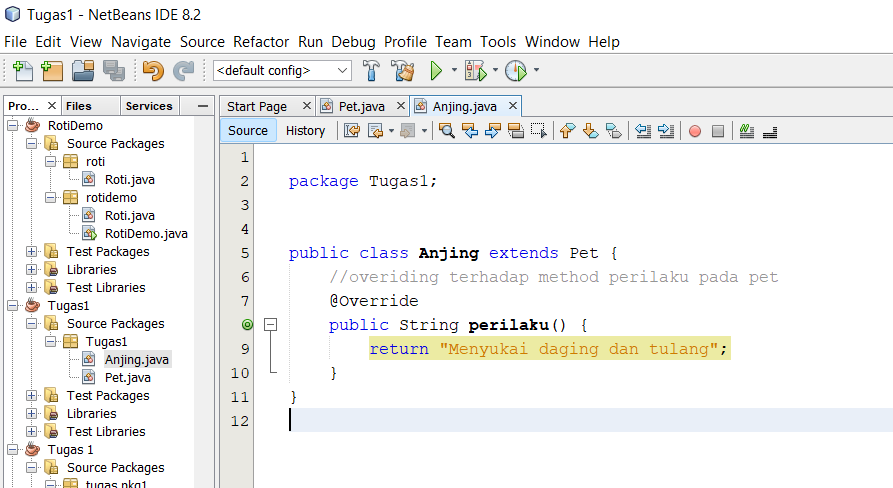 Tugas1 - NetBeans IDE 8.2
File Edit View Navigate Source Refactor Run Debug Profile Team Tools Window Help
<default config>
Pro... Files Services
Start Page Pet.java Anjing.java
Source History
RotiDemo
Source Packages
roti
Roti.java
rotidemo
Roti.java
RotiDemo.java
Test Packages
Libraries
Test Libraries
Tugas1
Source Packages
Tugas1
Anjing.java
Pet.java
Test Packages
Libraries
Test Libraries
Tugas 1
Source Packages
tugas.pkg1
1
2 package Tugas1;
3
4
5 public class Anjing extends Pet {
6 //overiding terhadap method perilaku pada pet
7 @Override
public String perilaku() {
9 return "Menyukai daging dan tulang";
10 }
11 }
12